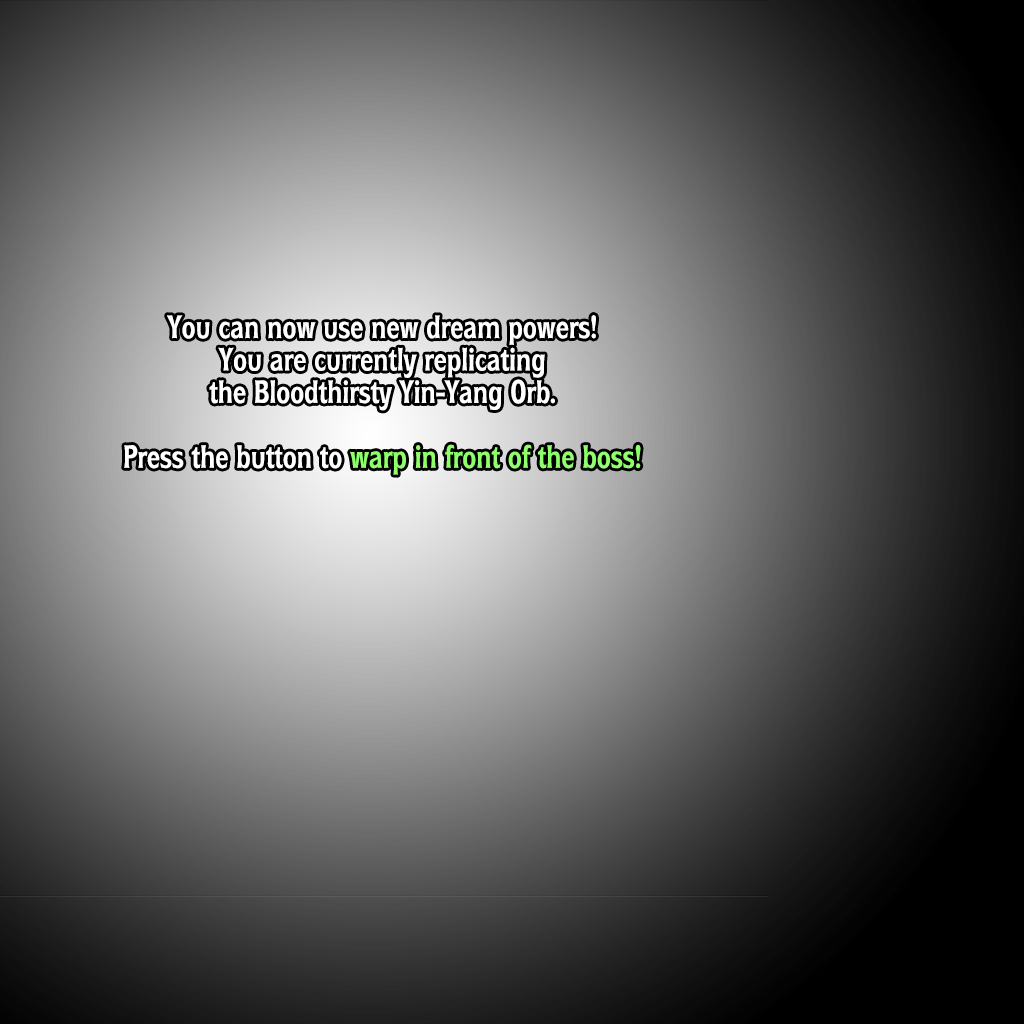 You can now use new dream powers!
You are currently replicating
the Bloodthirsty Yin-Yang Orb.
Press the button to warp in front of the boss!